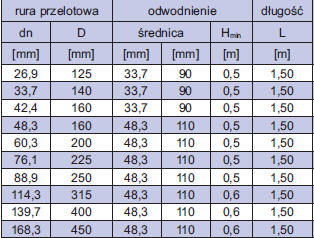 rura przelotowa odwodnienie długość
dn D średnica Hmin L
[mm] [mm] [mm] [mm] [m] [m]
26,9 125 33,7 90 0,5 1,50
33,7 140 33,7 90 0,5 1,50
42,4 160 33,7 90 0,5 1,50
48,3 160 48,3 110 0,5 1,50
60,3 200 48,3 110 0,5 1,50
76,1 225 48,3 110 0,5 1,50
88,9 250 48,3 110 0,5 1,50
114,3 315 48,3 110 0,6 1,50
139,7 400 48,3 110 0,6 1,50
168,3 450 48,3 110 0,6 1,50